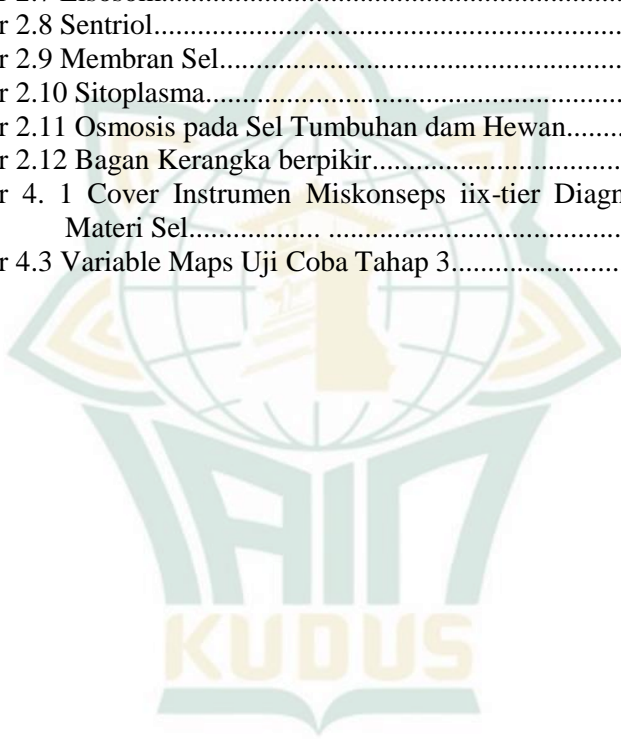 r 2.8 Sentriol.......................................................................
r 2.9 Membran Sel............................................................
r 2.10 Sitoplasma..............................................................
r 2.11 Osmosis pada Sel Tumbuhan dam Hewan........
r 2.12 Bagan Kerangka berpikir.....................................
r 4. 1 Cover Instrumen Miskonseps iix-tier Diagn
Materi Sel................. ..............................................
r 4.3 Variable Maps Uji Coba Tahap 3.......................
IAIN
KUDUS